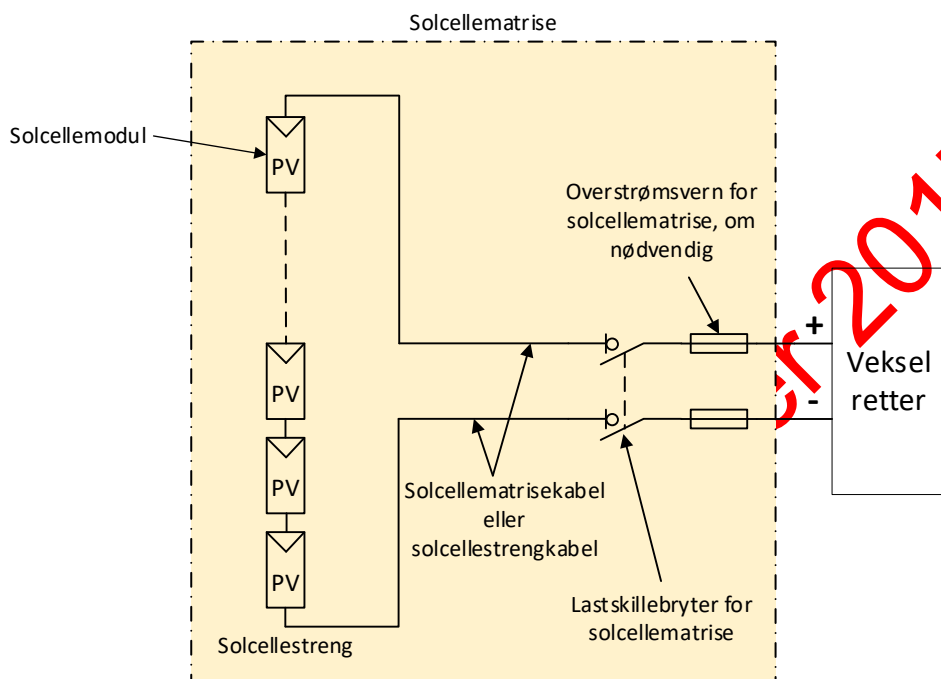 Solcellematrise
Solcellemodul
PV
Overstrømsvern for
solcellematrise, om
nødvendig
PV
PV
PV
+
-
Veksel
retter
Solcellematrisekabel
eller
solcellestrengkabel
Lastskillebryter for
solcellematrise
Solcellestreng